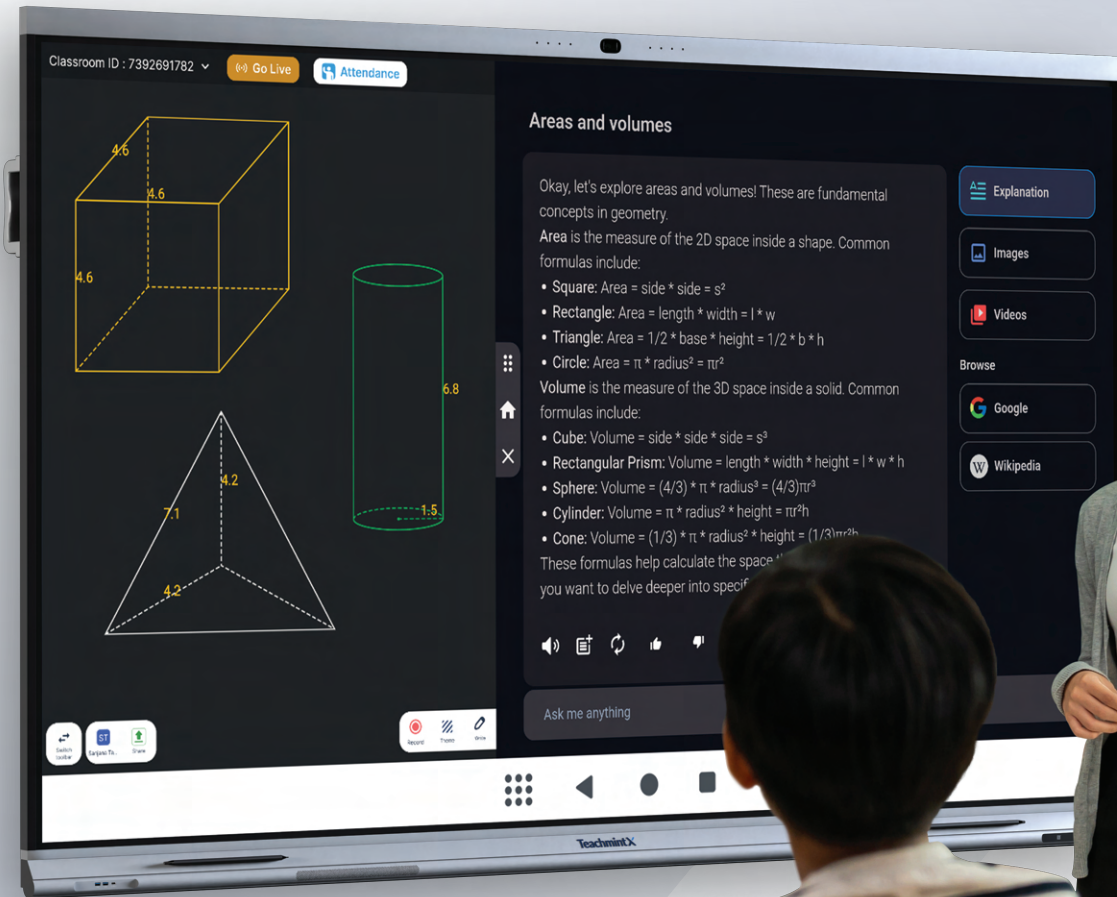 Classroom ID : 7392691782
Go Live
Attendance
4.6
4.6
4.6
6.8
1.5
4.2
7.1
4.2
Areas and volumes
Okay, let's explore areas and volumes! These are fundamental
concepts in geometry.
Area is the measure of the 2D space inside a shape. Common
formulas include:
• Square: Area = side * side = s²
• Rectangle: Area = length * width = l * w
• Triangle: Area = 1/2 * base * height = 1/2 * b * h
• Circle: Area = π * radius² = πr²
Volume is the measure of the 3D space inside a solid. Common
formulas include:
• Cube: Volume = side * side * side = s³
• Rectangular Prism: Volume = length * width * height = l * w * h
• Sphere: Volume = (4/3) * π * radius³ = (4/3)πr³
• Cylinder: Volume = π * radius² * height = πr²h
• Cone: Volume = (1/3) * π * radius² * height = (1/3)πr²h
These formulas help calculate the space
you want to delve deeper into
Ask me anything
Explanation
Images
Videos
Browse
Google
W
Wikipedia
Switch
toolbar
ST
Sanjana Th..
Share
Record
Write
TeachmintX